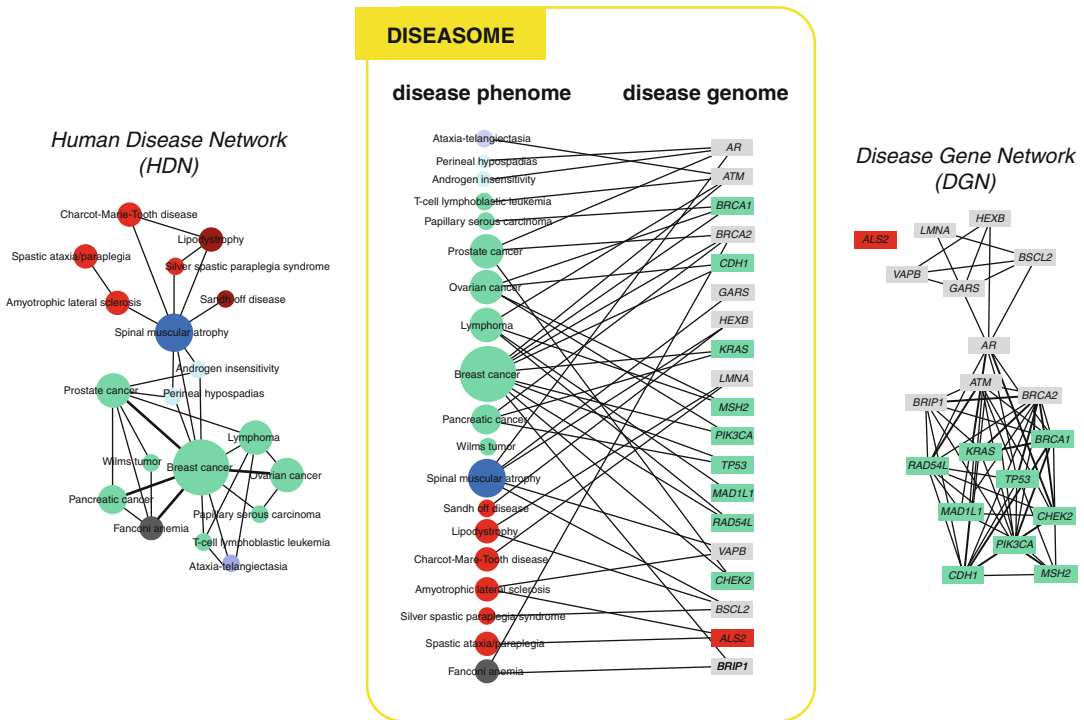 DISEASOME
disease phenome
disease genome
Human Disease Network
(HDN)
Charcot-Marie-Tooth disease
Lipodystrophy
Spastic ataxia/paraplegia
Silver spastic paraplegia syndrome
Amyotrophic lateral sclerosis
Sandh off disease
Spinal muscular atrophy
Androgen insensitivity
Prostate cancer
Perineal hypospadias
Lymphoma
Wilms tumor
Breast cancer
Ovarian cancer
Pancreatic cancer
Papillary serous carcinoma
Fanconi anemia
T-cell lymphoblastic leukemia
Ataxia-telangiectasia
Ataxia-telangiectasia
Perineal hypospadias
Androgen insensitivity
T-cell lymphoblastic leukemia
Papillary serous carcinoma
Prostate cancer
Ovarian cancer
Lymphoma
Breast cancer
Pancreatic cancer
Wilms tumor
Spinal muscular atrophy
Sandh off disease
Lipodystrophy
Charcot-Mare-Tooth disease
Amyotrophic lateral sclerosis
Silver spastic paraplegia syndrome
Spastic ataxia/paraplegia
Fanconi anemia
AR
ATM
BRCA1
BRCA2
CDH1
GARS
HEXB
KRAS
LMNA
MSH2
PIK3CA
TP53
MAD1L1
RAD54L
VAPB
CHEK2
BSCL2
ALS2
BRIP1
Disease Gene Network
(DGN)
HEXB
LMNA
ALS2
BSCL2
VAPB
GARS
AR
ATM
BRIP1
BRCA2
BRCA1
KRAS
RAD54L
TP53
MAD1L1
CHEK2
PIK3CA
CDH1
MSH2